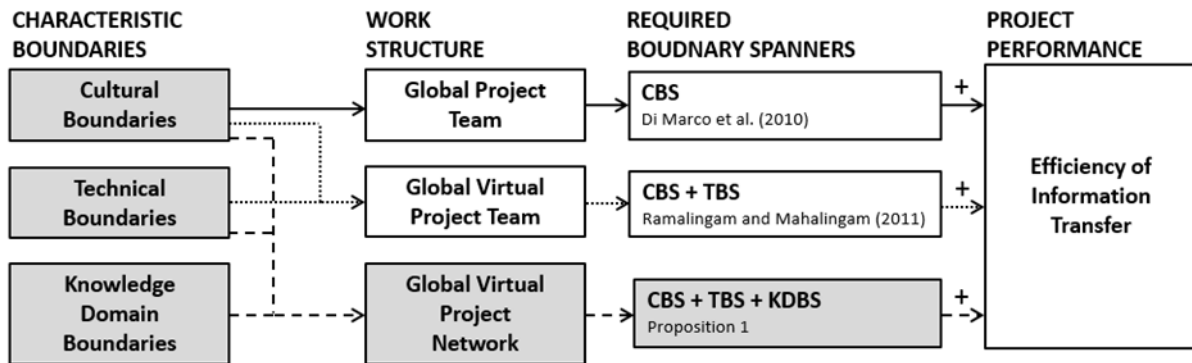 CHARACTERISTIC
BOUNDARIES
WORK
STRUCTURE
REQUIRED
BOUDNARY SPANNERS
PROJECT
PERFORMANCE
Cultural
Boundaries
Global Project
Team
CBS
Di Marco et al. (2010)
+
Technical
Boundaries
Global Virtual
Project Team
CBS + TBS
Ramalingam and Mahalingam (2011)
+
Knowledge
Domain
Boundaries
Global Virtual
Project
Network
CBS + TBS + KDBS
Proposition 1
+
Efficiency of
Information
Transfer